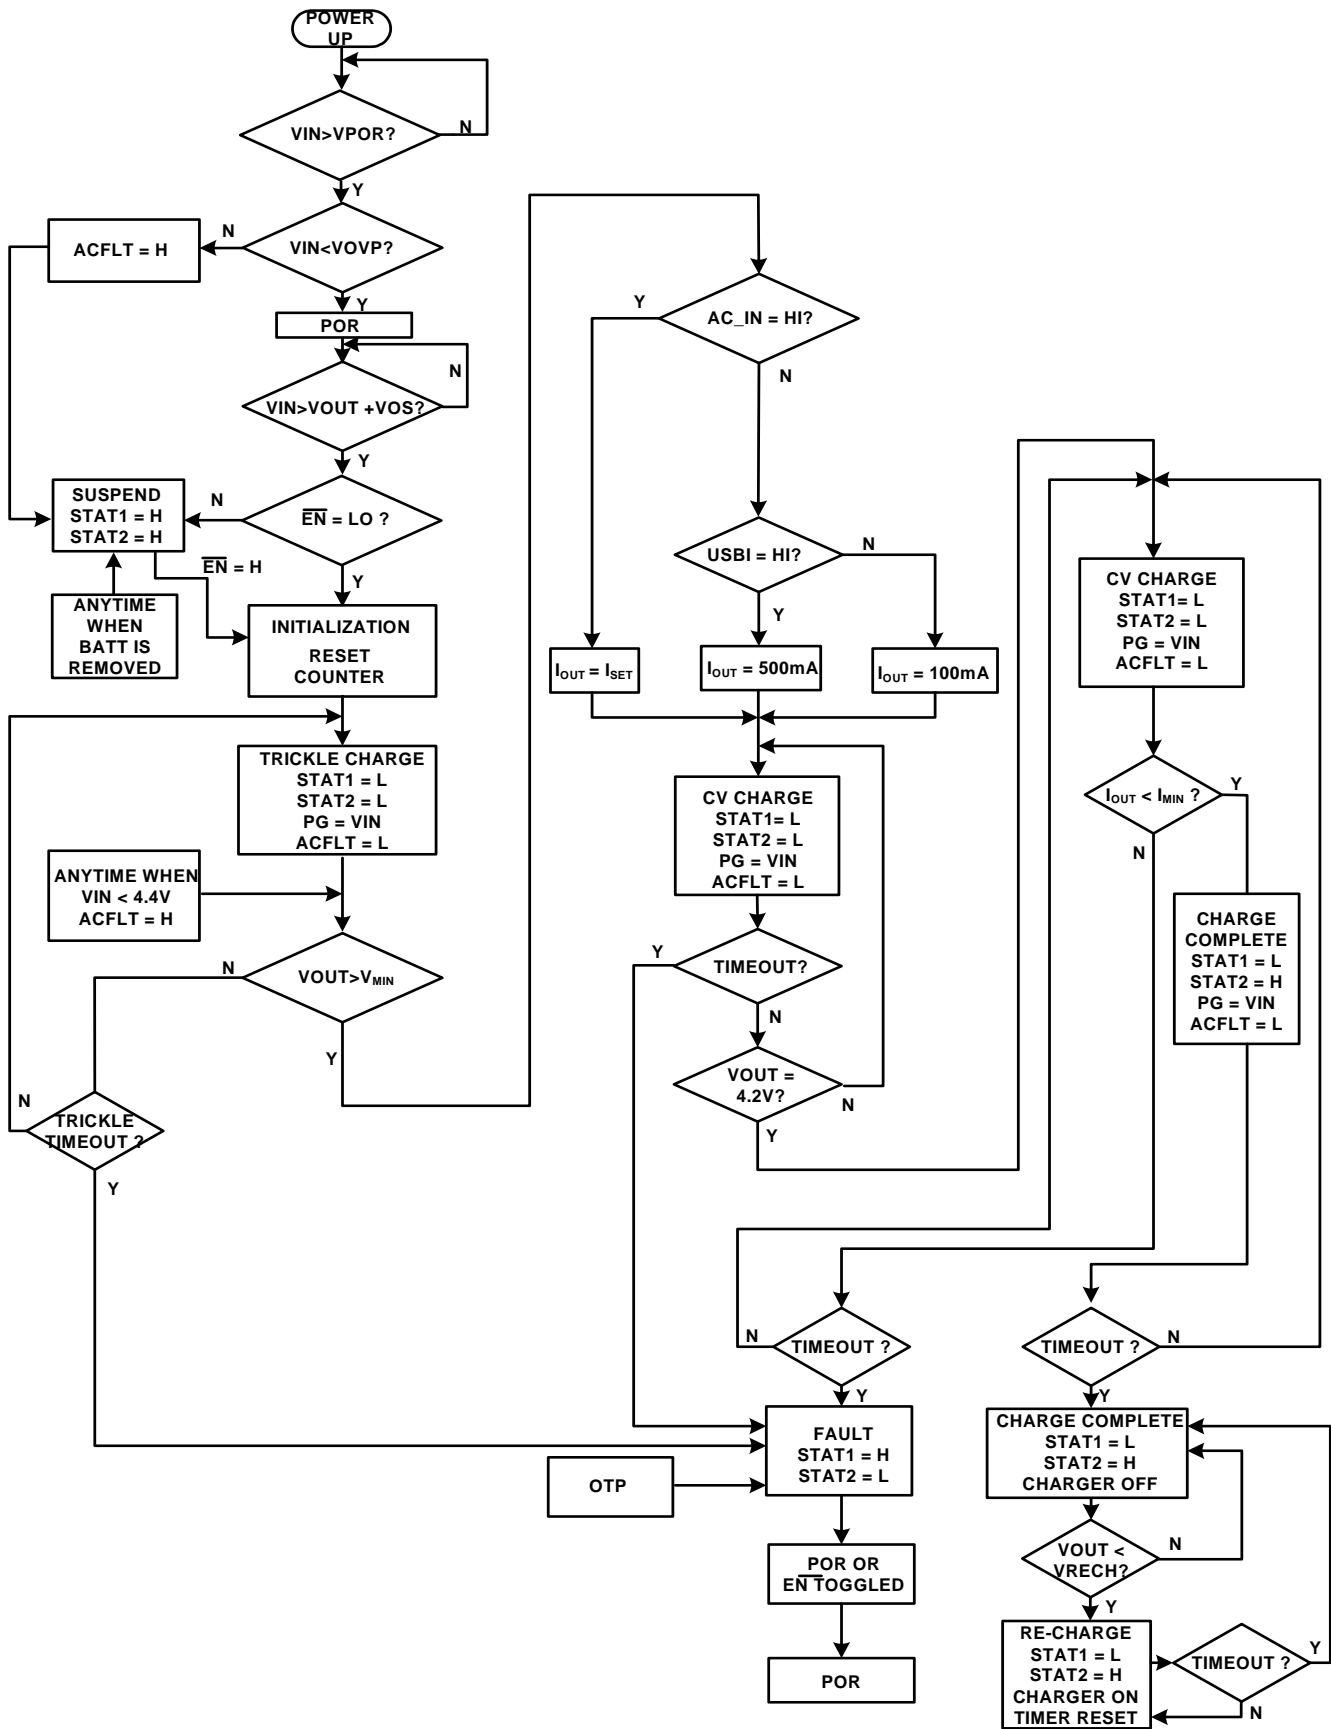 POWER
UP
VIN>VPOR?
N
Y
VIN<VOVP?
N
ACFLT = H
Y
POR
VIN>VOUT +VOS?
N
Y
EN = LO ?
N
SUSPEND
STAT1 = H
STAT2 = H
EN = H
ANYTIME
WHEN
BATT IS
REMOVED
Y
INITIALIZATION
RESET
COUNTER
TRICKLE CHARGE
STAT1 = L
STAT2 = L
PG = VIN
ACFLT = L
ANYTIME WHEN
VIN < 4.4V
ACFLT = H
VOUT>VMIN
N
Y
N
TRICKLE
TIMEOUT ?
Y
AC_IN = HI?
Y
N
USBI = HI?
N
Y
IOUT = ISET
IOUT = 500mA
IOUT = 100mA
CV CHARGE
STAT1= L
STAT2 = L
PG = VIN
ACFLT = L
TIMEOUT?
Y
N
VOUT =
4.2V?
N
Y
CV CHARGE
STAT1= L
STAT2 = L
PG = VIN
ACFLT = L
IOUT < IMIN ?
Y
N
CHARGE
COMPLETE
STAT1 = L
STAT2 = H
PG = VIN
ACFLT = L
N
TIMEOUT ?
Y
FAULT
STAT1 = H
STAT2 = L
OTP
POR OR
EN TOGGLED
POR
TIMEOUT ?
N
Y
CHARGE COMPLETE
STAT1 = L
STAT2 = H
CHARGER OFF
VOUT <
VRECH?
N
Y
RE-CHARGE
STAT1 = L
STAT2 = H
CHARGER ON
TIMER RESET
TIMEOUT ?
Y
N